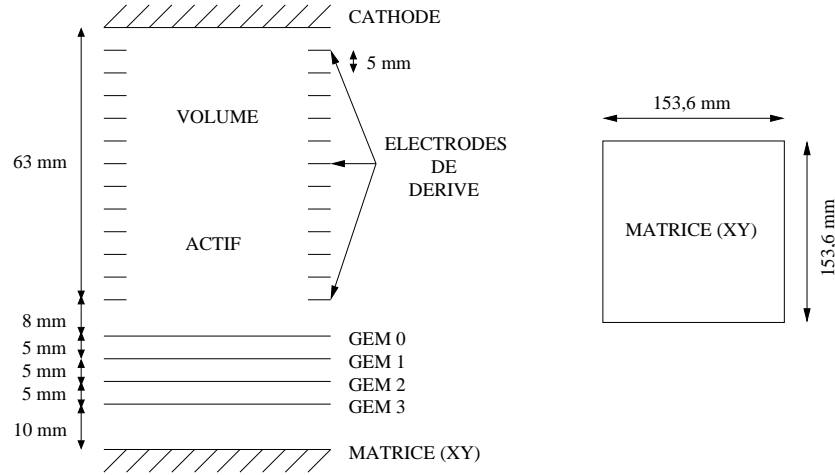 CATHODE
5 mm
VOLUME
63 mm
ELECTRODES
DE
DERIVE
ACTIF
8 mm
GEM 0
5 mm
GEM 1
5 mm
GEM 2
5 mm
GEM 3
10 mm
MATRICE (XY)
153,6 mm
MATRICE (XY)
153,6 mm